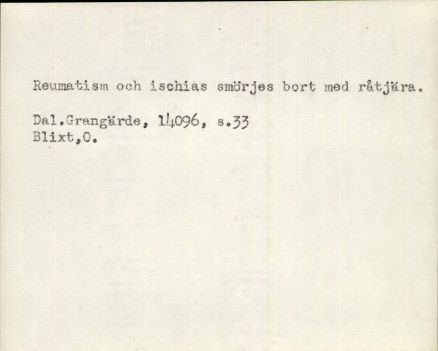 Reumatism och ischias smörjes bort med råtjära.
Dal.Grangärde, 14096, s.33
Blixt,O.